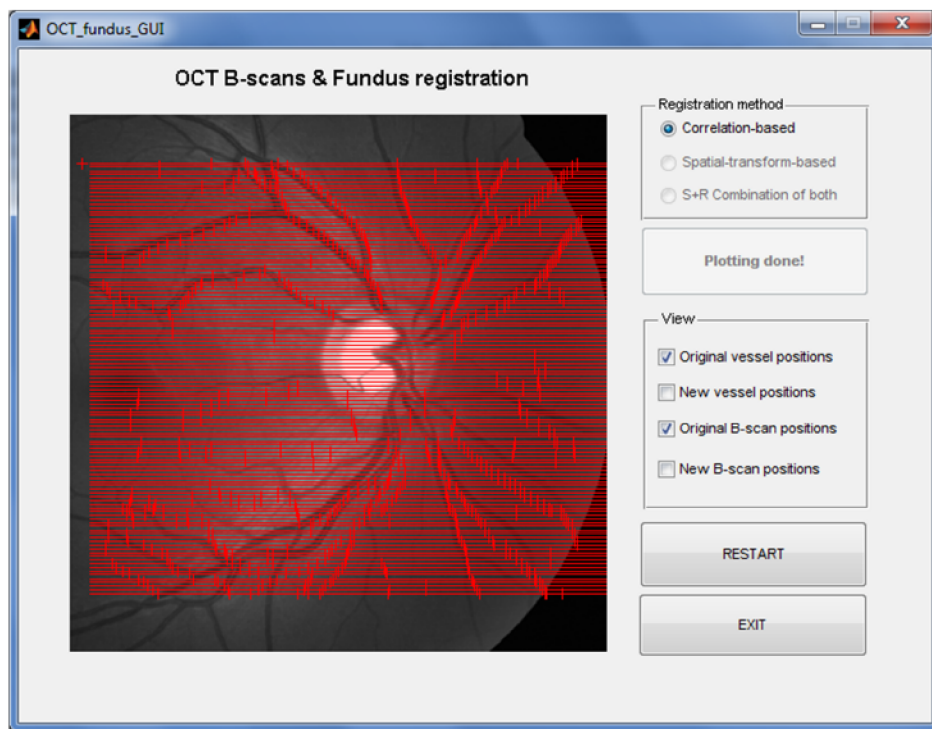 OCT_fundus_GUI
OCT B-scans & Fundus registration
Registration method
Correlation-based
Spatial-transform-based
S+R Combination of both
Plotting done!
View
Original vessel positions
New vessel positions
Original B-scan positions
New B-scan positions
RESTART
EXIT